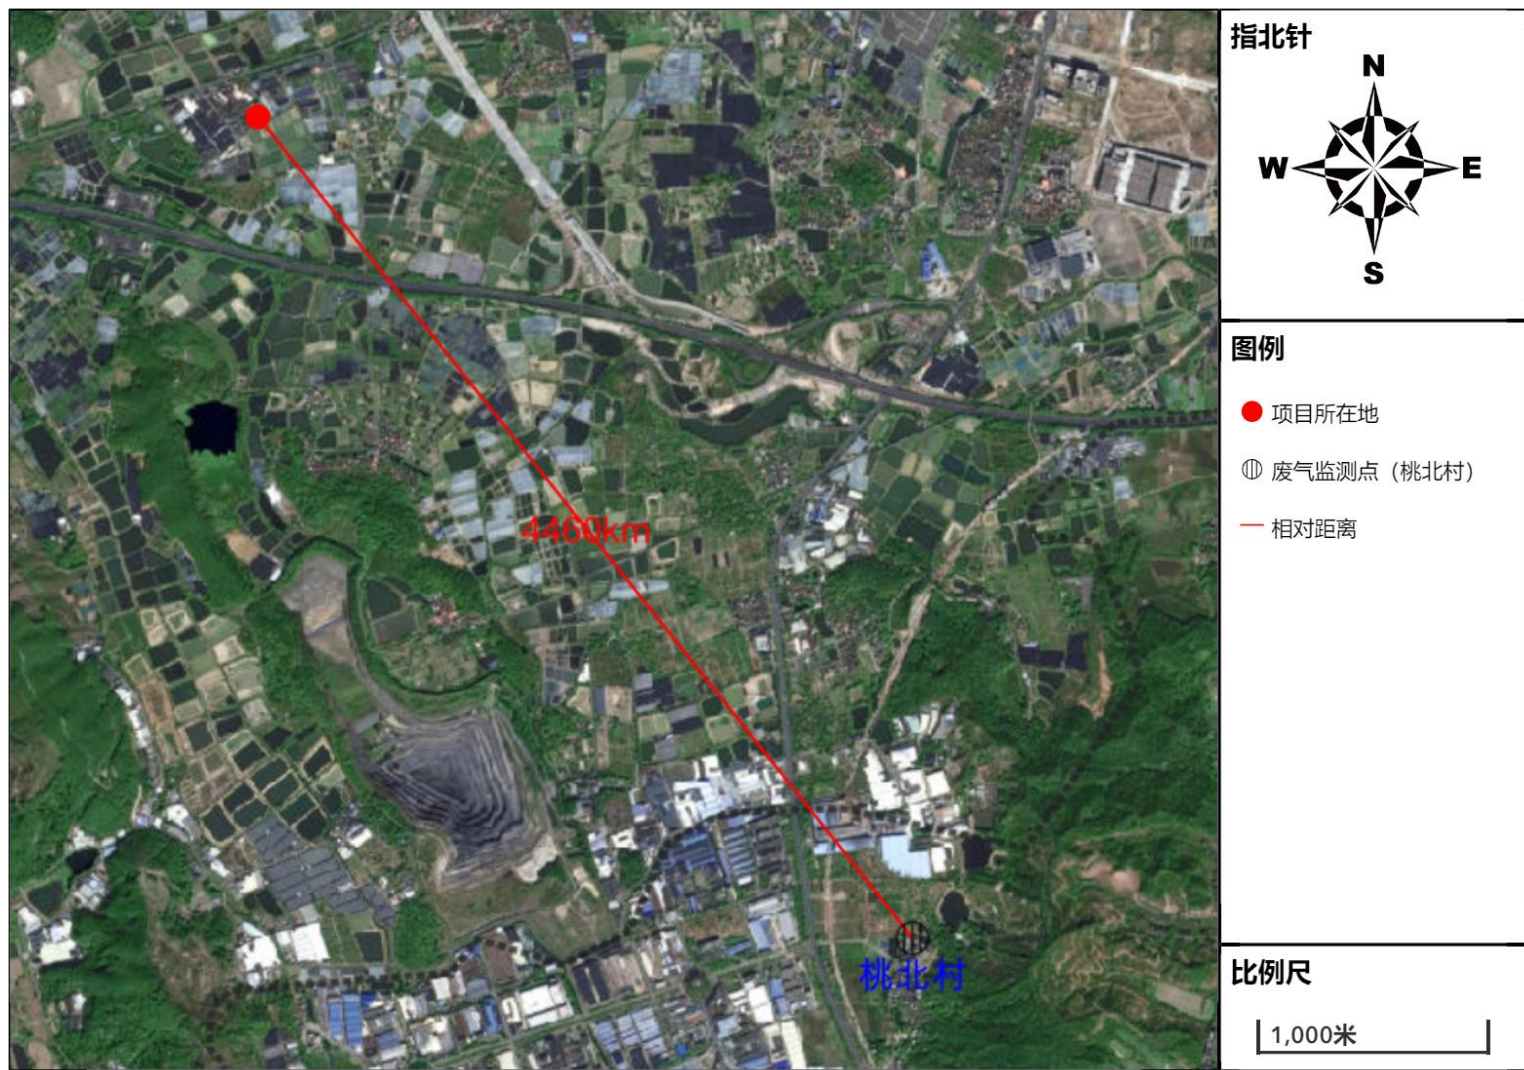 指北针
N
W
E
S
图例
项目所在地
废气监测点（桃北村）
相对距离
4460km
桃北村
比例尺
1,000米